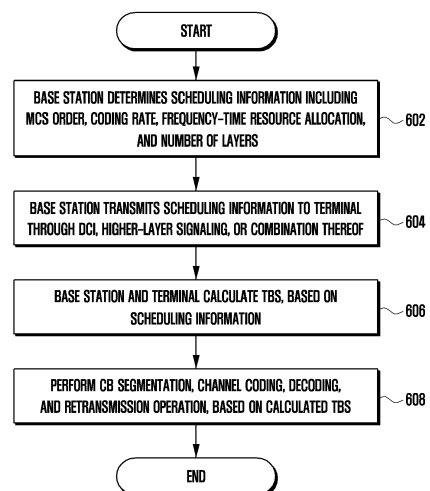 START
BASE STATION DETERMINES SCHEDULING INFORMATION INCLUDING
MCS ORDER, CODING RATE, FREQUENCY-TIME RESOURCE ALLOCATION,
AND NUMBER OF LAYERS
602
BASE STATION TRANSMITS SCHEDULING INFORMATION TO TERMINAL
THROUGH DCI, HIGHER-LAYER SIGNALING, OR COMBINATION THEREOF
604
BASE STATION AND TERMINAL CALCULATE TBS, BASED ON
SCHEDULING INFORMATION
606
PERFORM CB SEGMENTATION, CHANNEL CODING, DECODING,
AND RETRANSMISSION OPERATION, BASED ON CALCULATED TBS
608
END